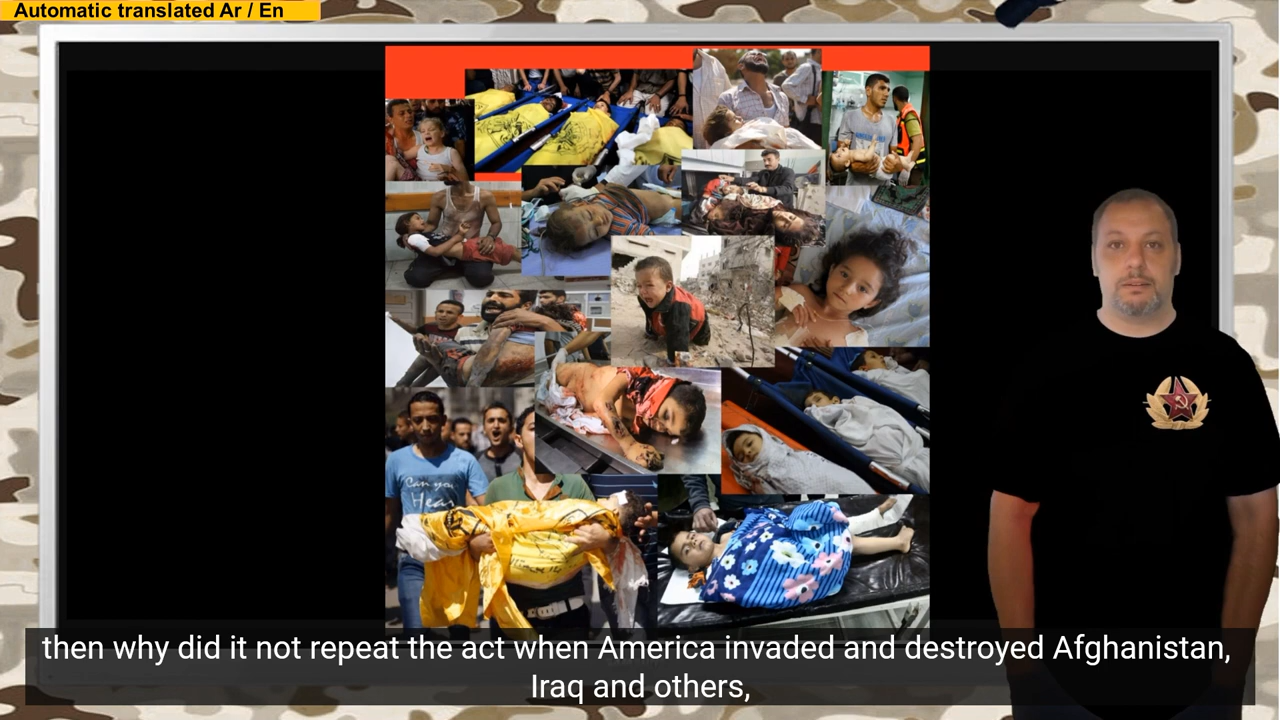 Automatic translated Ar / En
Can you
Hear
then why did it not repeat the act when America invaded and destroyed Afghanistan,
Iraq and others,